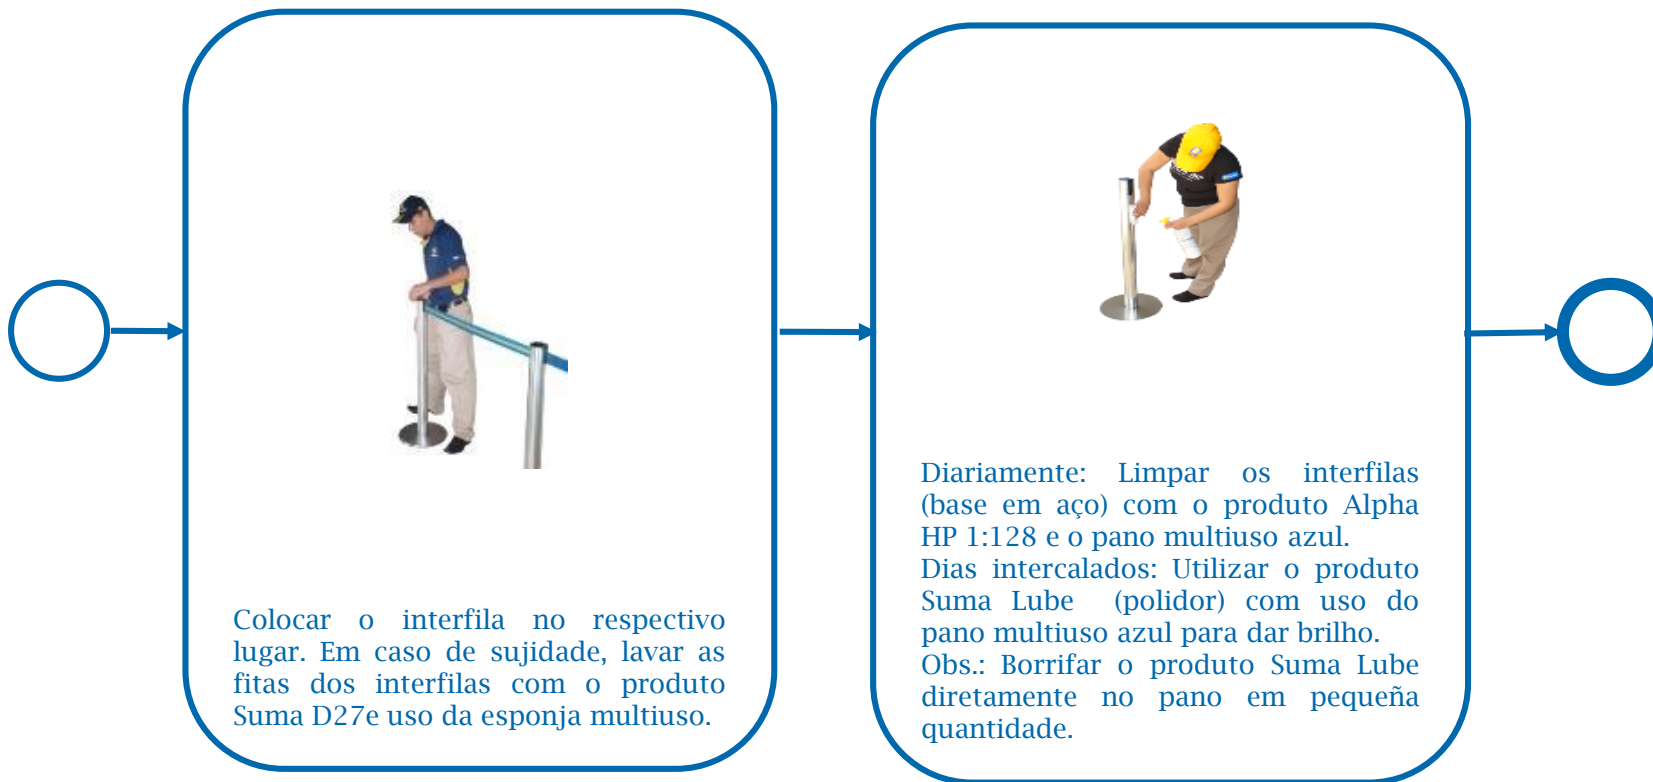 Colocar o interfila no respectivo
lugar. Em caso de sujidade, lavar as
fitas dos interfilas com o produto
Suma D27e uso da esponja multiuso.
Diariamente: Limpar os interfilas
(base em aço) com o produto Alpha
HP 1:128 e o pano multiuso azul.
Dias intercalados: Utilizar o produto
Suma Lube (polidor) com uso do
pano multiuso azul para dar brilho.
Obs.: Borrifar o produto Suma Lube
diretamente no pano em pequeña
quantidade.